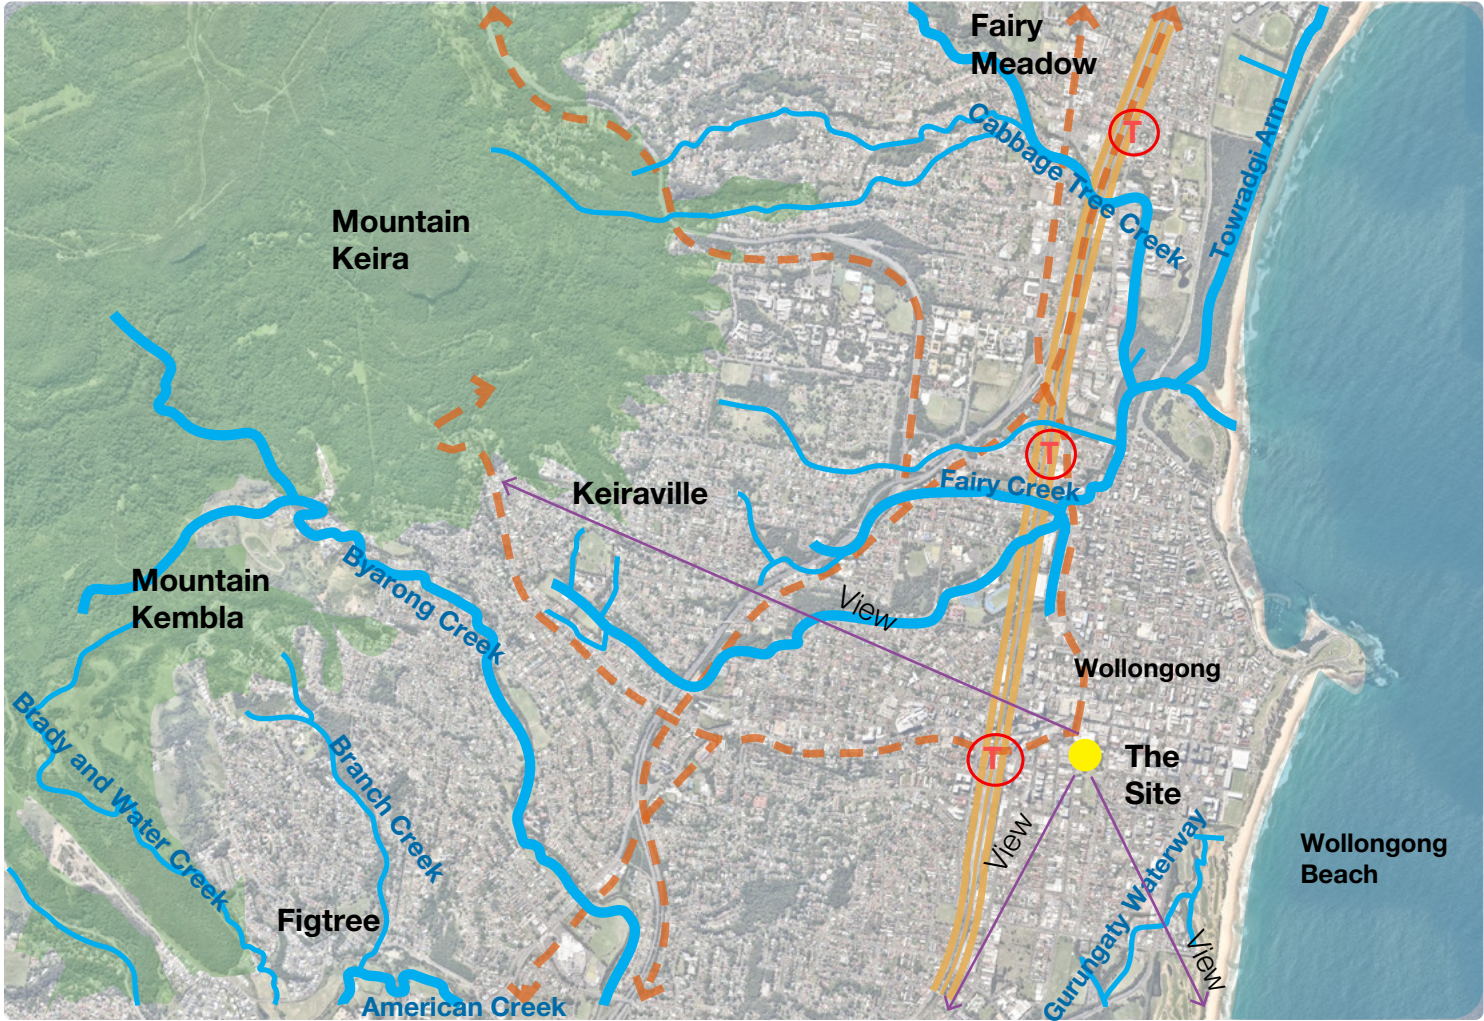 Fairy
Meadow
T
Cabbage Tree Creek
Towradgi Arm
Mountain
Keira
T
Fairy Creek
Keiraville
Mountain
Kembla
Byarong Creek
View
Wollongong
T
The
Site
Brady and Water Creek
Branch Creek
View
Gurungaty Waterway
Wollongong
Beach
Figtree
View
American Creek